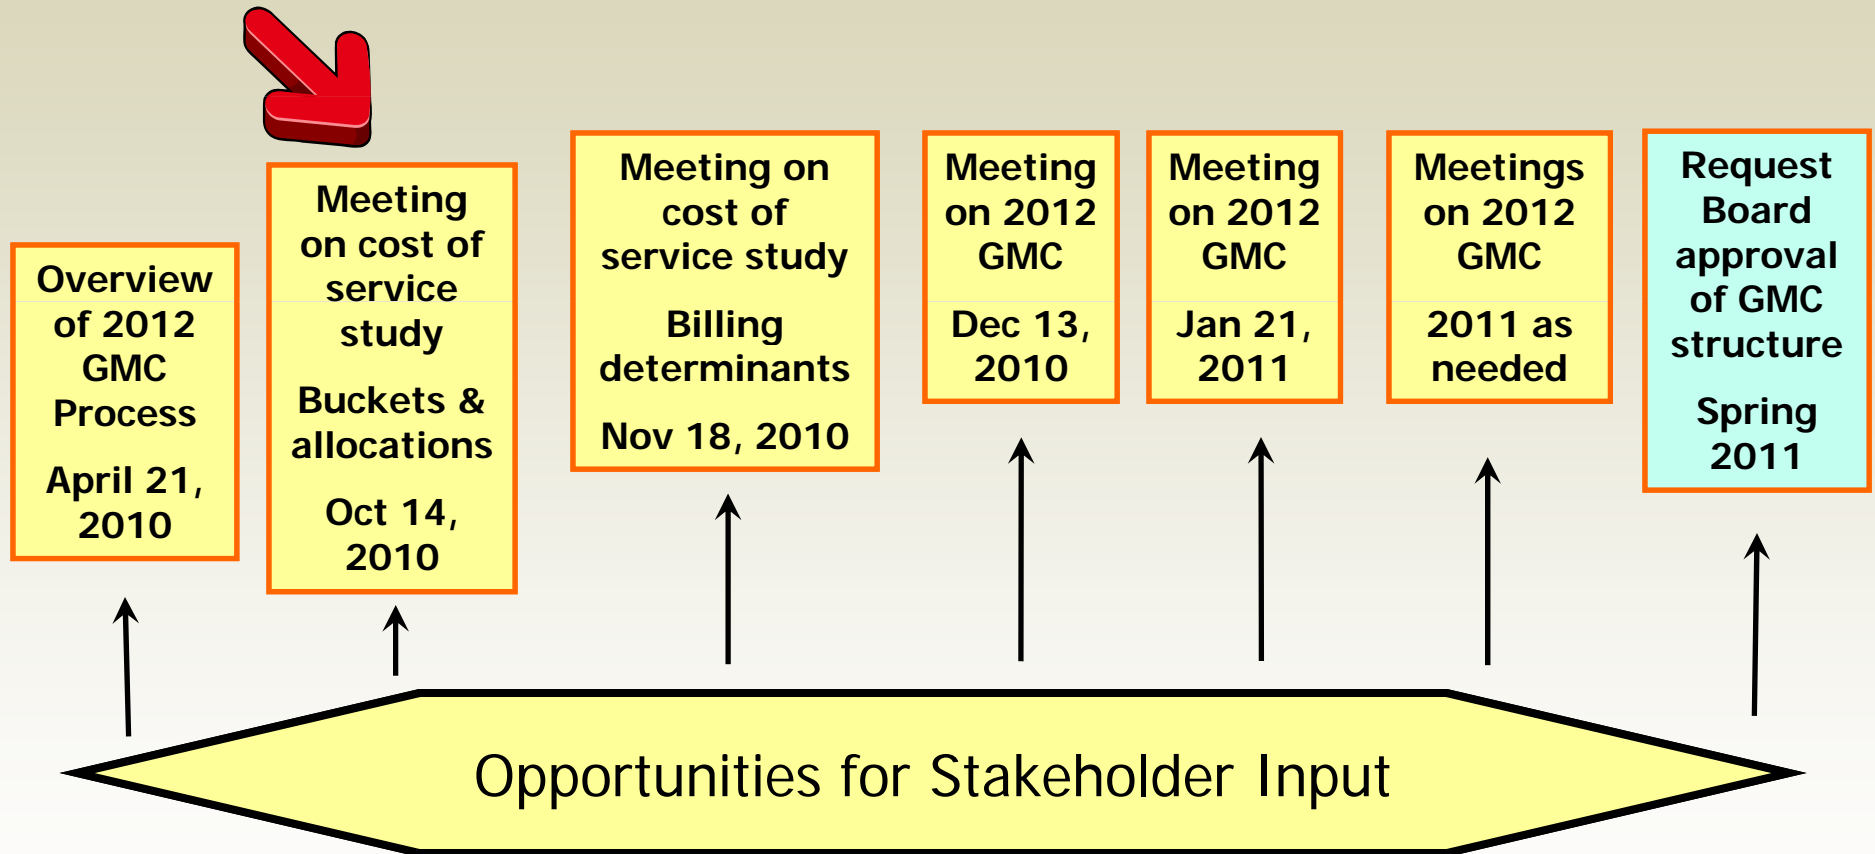 Overview
of 2012
GMC
Process
April 21,
2010
Meeting
on cost of
service
study
Buckets &
allocations
Oct 14,
2010
Meeting on
cost of
service study
Billing
determinants
Nov 18, 2010
Meeting
on 2012
GMC
Dec 13,
2010
Meeting
on 2012
GMC
Jan 21,
2011
Meetings
on 2012
GMC
2011 as
needed
Request
Board
approval
of GMC
structure
Spring
2011
Opportunities for Stakeholder Input